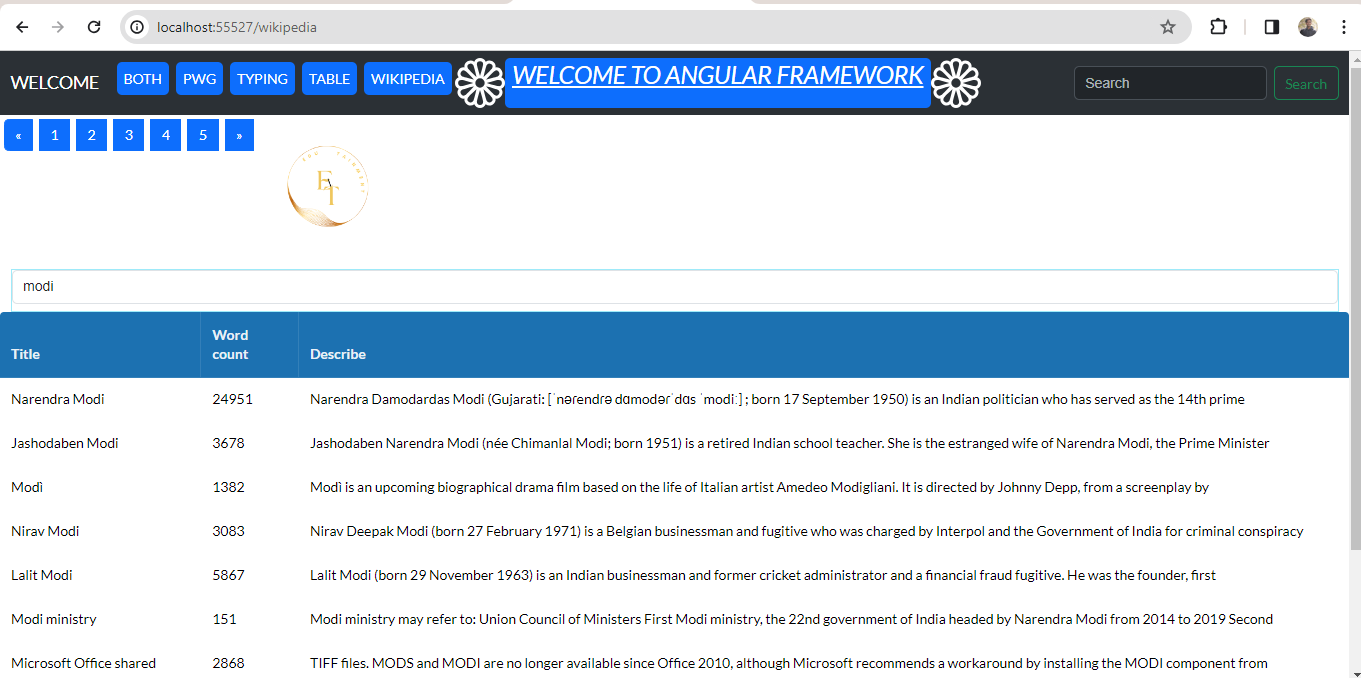 localhost:55527/wikipedia
WELCOME BOTH PWG TYPING TABLE WIKIPEDIA WELCOME TO ANGULAR FRAMEWORK Search Search
« 1 2 3 4 5 »
ET
modi
Title Word count Describe
Narendra Modi 24951 Narendra Damodardas Modi (Gujarati: [ˈnəɾendɾə dɑmodəɾˈdɑs ˈmodiː] ; born 17 September 1950) is an Indian politician who has served as the 14th prime
Jashodaben Modi 3678 Jashodaben Narendra Modi (née Chimanlal Modi; born 1951) is a retired Indian school teacher. She is the estranged wife of Narendra Modi, the Prime Minister
Modì 1382 Modì is an upcoming biographical drama film based on the life of Italian artist Amedeo Modigliani. It is directed by Johnny Depp, from a screenplay by
Nirav Modi 3083 Nirav Deepak Modi (born 27 February 1971) is a Belgian businessman and fugitive who was charged by Interpol and the Government of India for criminal conspiracy
Lalit Modi 5867 Lalit Modi (born 29 November 1963) is an Indian businessman and former cricket administrator and a financial fraud fugitive. He was the founder, first
Modi ministry 151 Modi ministry may refer to: Union Council of Ministers First Modi ministry, the 22nd government of India headed by Narendra Modi from 2014 to 2019 Second
Microsoft Office shared 2868 TIFF files. MODS and MODI are no longer available since Office 2010, although Microsoft recommends a workaround by installing the MODI component from